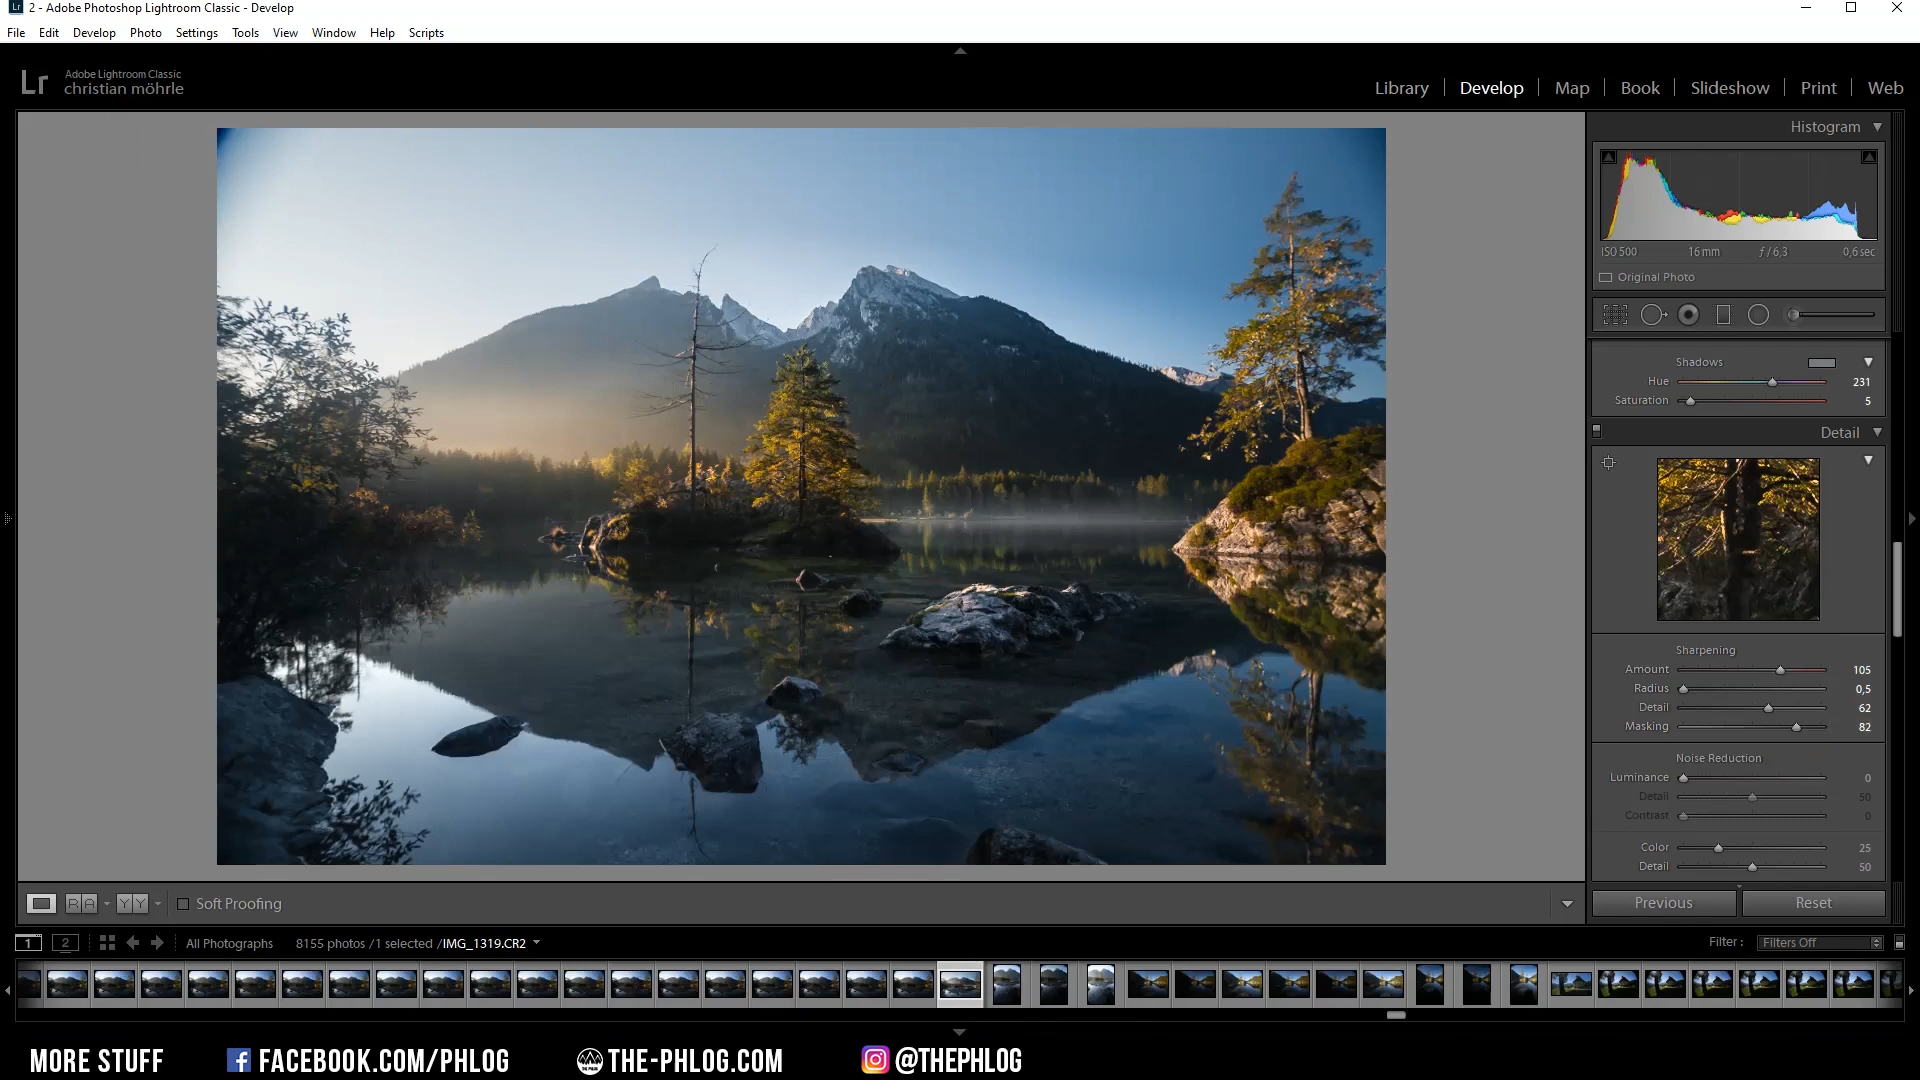 Lr 2 - Adobe Photoshop Lightroom Classic - Develop
File Edit Develop Photo Settings Tools View Window Help Scripts
Lr Adobe Lightroom Classic
christian möhrle
Library Develop Map Book Slideshow Print Web
Histogram
ISO 500 16 mm ƒ / 6,3 0,6 sec
Original Photo
Shadows
Hue 231
Saturation 5
Detail
Sharpening
Amount 105
Radius 0,5
Detail 62
Masking 82
Noise Reduction
Luminance 0
Detail 50
Contrast 0
Color 25
Detail 50
R A Y Y Soft Proofing
Previous Reset
1 2 All Photographs 8155 photos / 1 selected / IMG_1319.CR2 Filter : Filters Off
MORE STUFF FACEBOOK.COM/PHLOG THE-PHLOG.COM @THEPHLOG